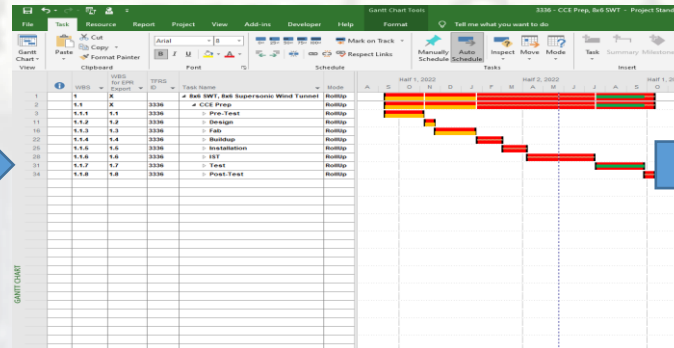 Gantt Chart Tools
3336 - CCE Prep, 8x6 SWT - Project Stand
File Task Resource Report Project View Add-ins Developer Help Format Tell me what you want to do
Gantt Chart
Paste
Cut
Copy
Format Painter
Arial 8
B I U
Mark on Track
Respect Links
Manually Schedule
Auto Schedule
Inspect Move Mode
Task Summary Milestone
View Clipboard Font Schedule Tasks Insert
WBS WBS for EPR Export TFRG ID Task Name Mode
Half 1, 2022 Half 2, 2022 Half 1, 2
A S O N D J F M A M J J A S O
1 1 X 8x6 SWT, 8x6 Supersonic Wind Tunnel RollUp
2 1.1 X 3336 CCE Prep RollUp
3 1.1.1 1.1 3336 Pre-Test RollUp
11 1.1.2 1.2 3336 Design RollUp
16 1.1.3 1.3 3336 Fab RollUp
22 1.1.4 1.4 3336 Buildup RollUp
25 1.1.5 1.5 3336 Installation RollUp
28 1.1.6 1.6 3336 IST RollUp
31 1.1.7 1.7 3336 Test RollUp
34 1.1.8 1.8 3336 Post-Test RollUp
GANTT CHART